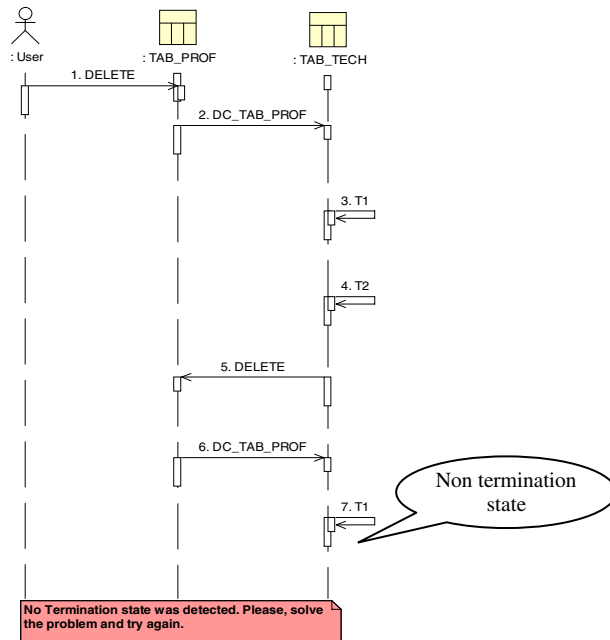 : User
: TAB_PROF
: TAB_TECH
1. DELETE
2. DC_TAB_PROF
3. T1
4. T2
5. DELETE
6. DC_TAB_PROF
7. T1
Non termination
state
No Termination state was detected. Please, solve
the problem and try again.